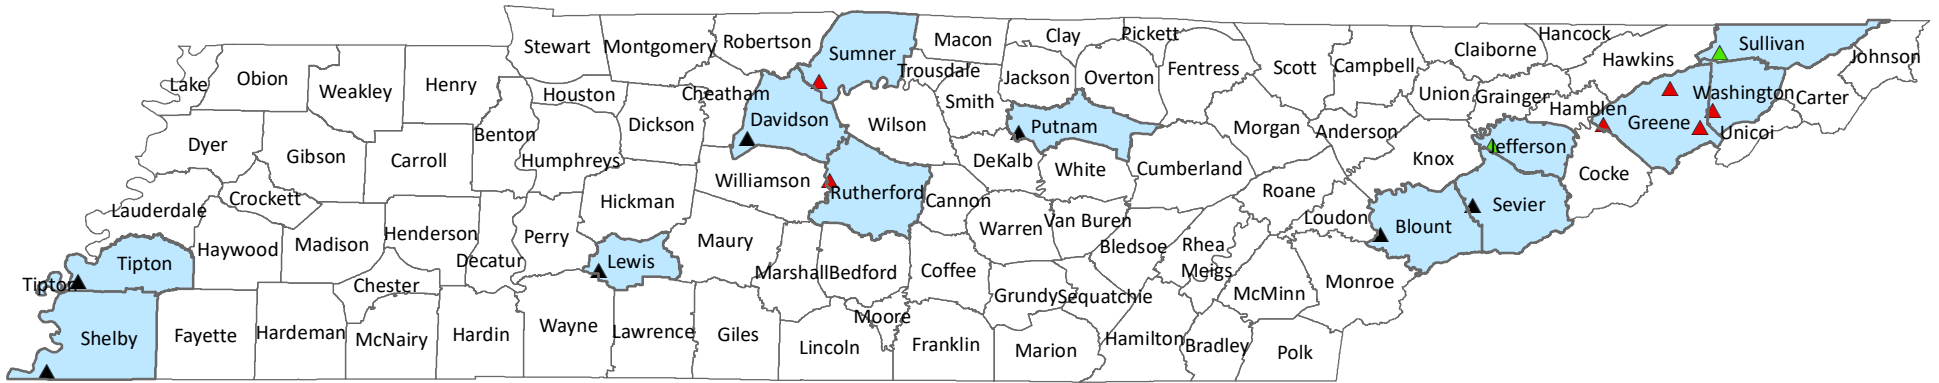 Stewart
Montgomery
Robertson
Sumner
Macon
Clay
Pickett
Trousdale
Jackson
Overton
Fentress
Scott
Campbell
Claiborne
Hancock
Hawkins
Sullivan
Johnson
Lake
Obion
Weakley
Henry
Houston
Cheatham
Smith
Union
Grainger
Hamblen
Washington
Carter
Dyer
Gibson
Carroll
Benton
Humphreys
Dickson
Davidson
Wilson
Putnam
Morgan
Anderson
Knox
Jefferson
Greene
Unicoi
Crockett
Williamson
Rutherford
DeKalb
White
Cumberland
Roane
Cocke
Lauderdale
Haywood
Madison
Henderson
Decatur
Perry
Hickman
Lewis
Maury
Cannon
Warren
Van Buren
Bledsoe
Rhea
Meigs
Loudon
Blount
Sevier
Tipton
Tipton
Chester
Marshall
Bedford
Coffee
Grundy
Sequatchie
McMinn
Monroe
Shelby
Fayette
Hardeman
McNairy
Hardin
Wayne
Lawrence
Giles
Lincoln
Moore
Franklin
Marion
Hamilton
Bradley
Polk